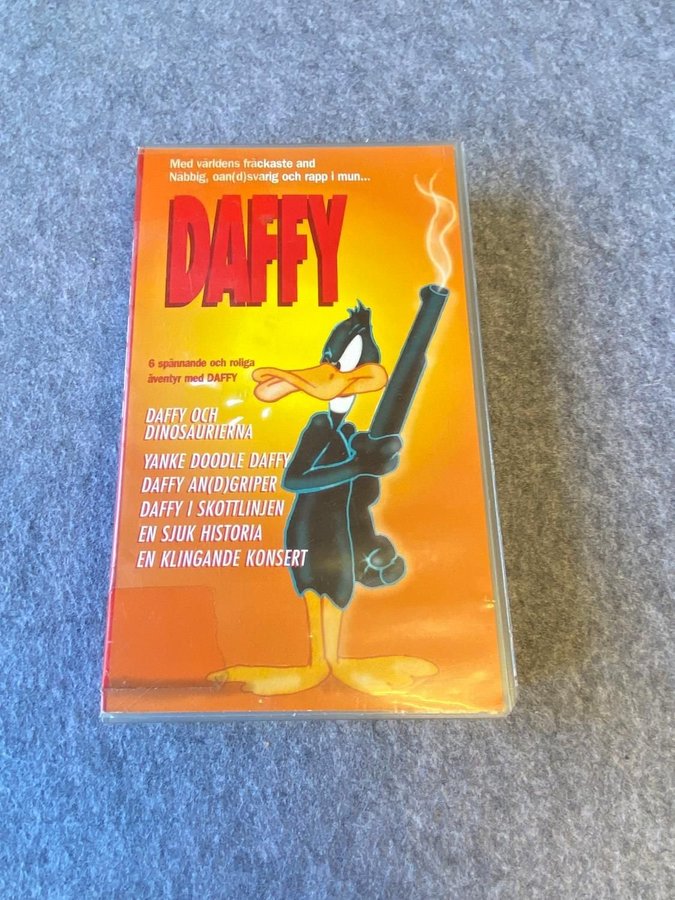 Med världens fräckaste and
Näbbig, oan(d)svarig och rapp i mun...
DAFFY
6 spännande och roliga
äventyr med DAFFY
DAFFY OCH
DINOSAURIERNA
YANKE DOODLE DAFFY
DAFFY AN(D)GRIPER
DAFFY I SKOTTLINJEN
EN SJUK HISTORIA
EN KLINGANDE KONSERT